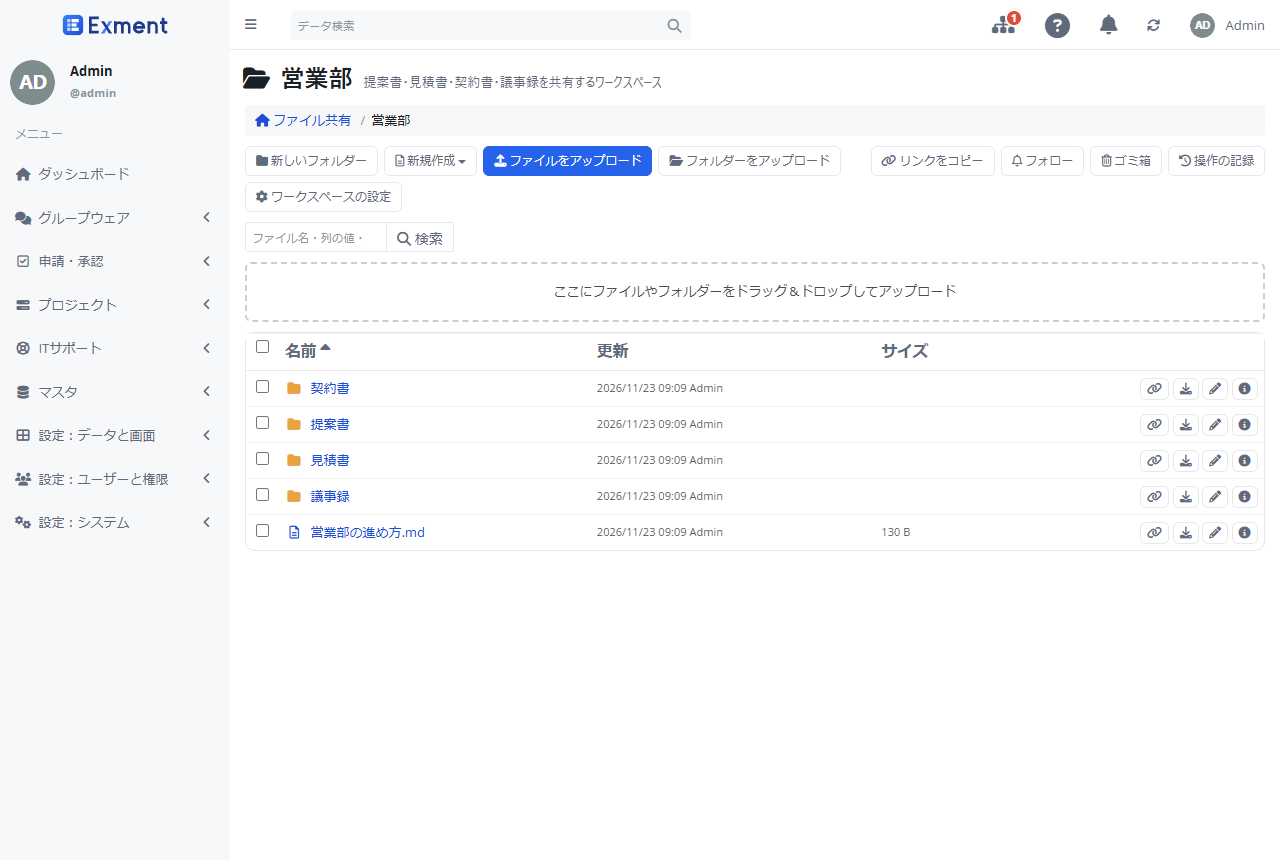 Exment
データ検索
1
?
AD
Admin
AD
Admin
@admin
メニュー
ダッシュボード
グループウェア
申請・承認
プロジェクト
ITサポート
マスタ
設定：データと画面
設定：ユーザーと権限
設定：システム
営業部 提案書・見積書・契約書・議事録を共有するワークスペース
ファイル共有 / 営業部
新しいフォルダー 新規作成 ファイルをアップロード フォルダーをアップロード リンクをコピー フォロー ゴミ箱 操作の記録
ワークスペースの設定
ファイル名・列の値・ 検索
ここにファイルやフォルダーをドラッグ＆ドロップしてアップロード
名前 更新 サイズ
契約書 2026/11/23 09:09 Admin
提案書 2026/11/23 09:09 Admin
見積書 2026/11/23 09:09 Admin
議事録 2026/11/23 09:09 Admin
営業部の進め方.md 2026/11/23 09:09 Admin 130 B